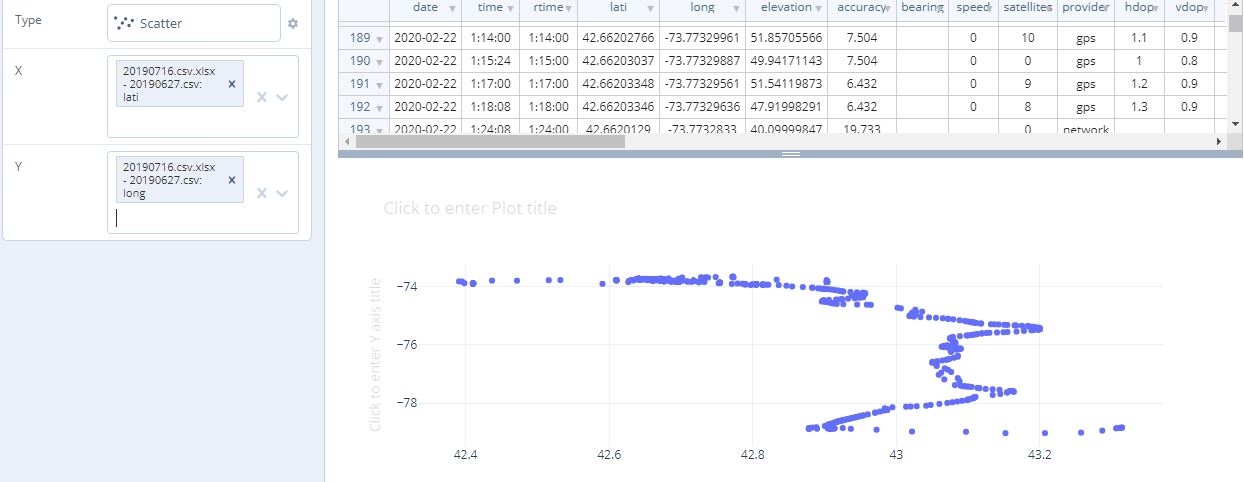 Type
Scatter
X
20190716.csv.xlsx
- 20190627.csv:
lati
Y
20190716.csv.xlsx
- 20190627.csv:
long
date time rtime lati long elevation accuracy bearing speed satellites provider hdop vdop
189 2020-02-22 1:14:00 1:14:00 42.66202766 -73.77329961 51.85705566 7.504 0 10 gps 1.1 0.9
190 2020-02-22 1:15:24 1:15:00 42.66203037 -73.77329887 49.94171143 7.504 0 0 gps 1 0.8
191 2020-02-22 1:17:00 1:17:00 42.66203348 -73.77329561 51.54119873 6.432 0 9 gps 1.2 0.9
192 2020-02-22 1:18:08 1:18:00 42.66203346 -73.77329636 47.91998291 6.432 0 8 gps 1.3 0.9
193 2020-02-22 1:24:08 1:24:00 42.6620129 -73.7732833 40.09999847 19.733 0 network
Click to enter Plot title
Click to enter Y axis title
−74
−76
−78
42.4 42.6 42.8 43 43.2